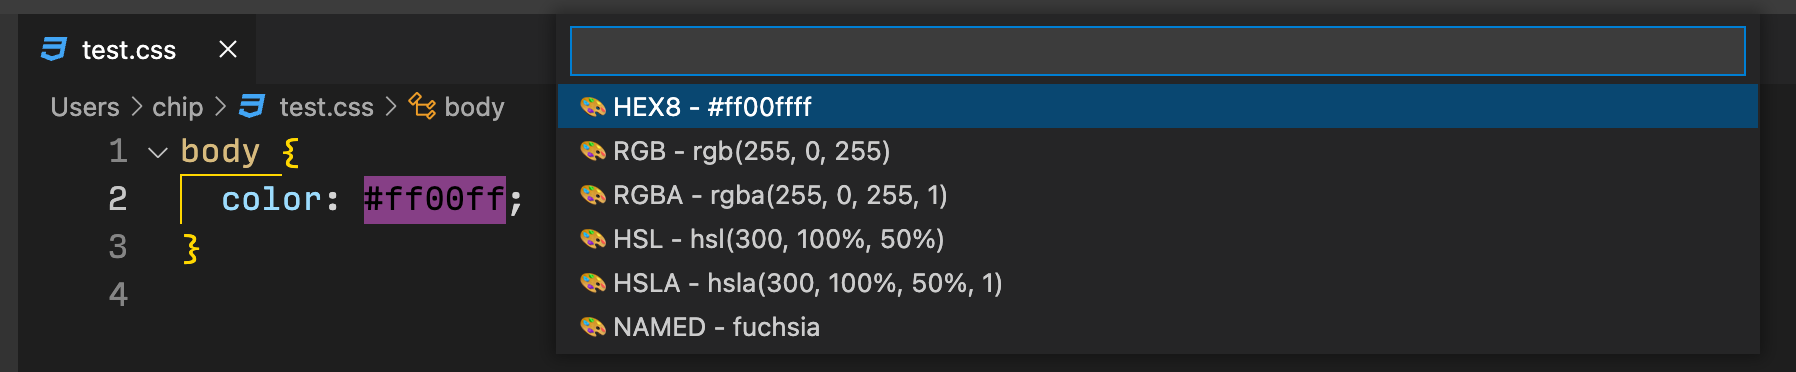 test.css
Users > chip > test.css > body
1 body {
2 color: #ff00ff;
3 }
4
HEX8 - #ff00ffff
RGB - rgb(255, 0, 255)
RGBA - rgba(255, 0, 255, 1)
HSL - hsl(300, 100%, 50%)
HSLA - hsla(300, 100%, 50%, 1)
NAMED - fuchsia